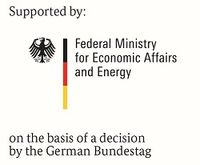 Supported by:
Federal Ministry
for Economic Affairs
and Energy
on the basis of a decision
by the German Bundestag